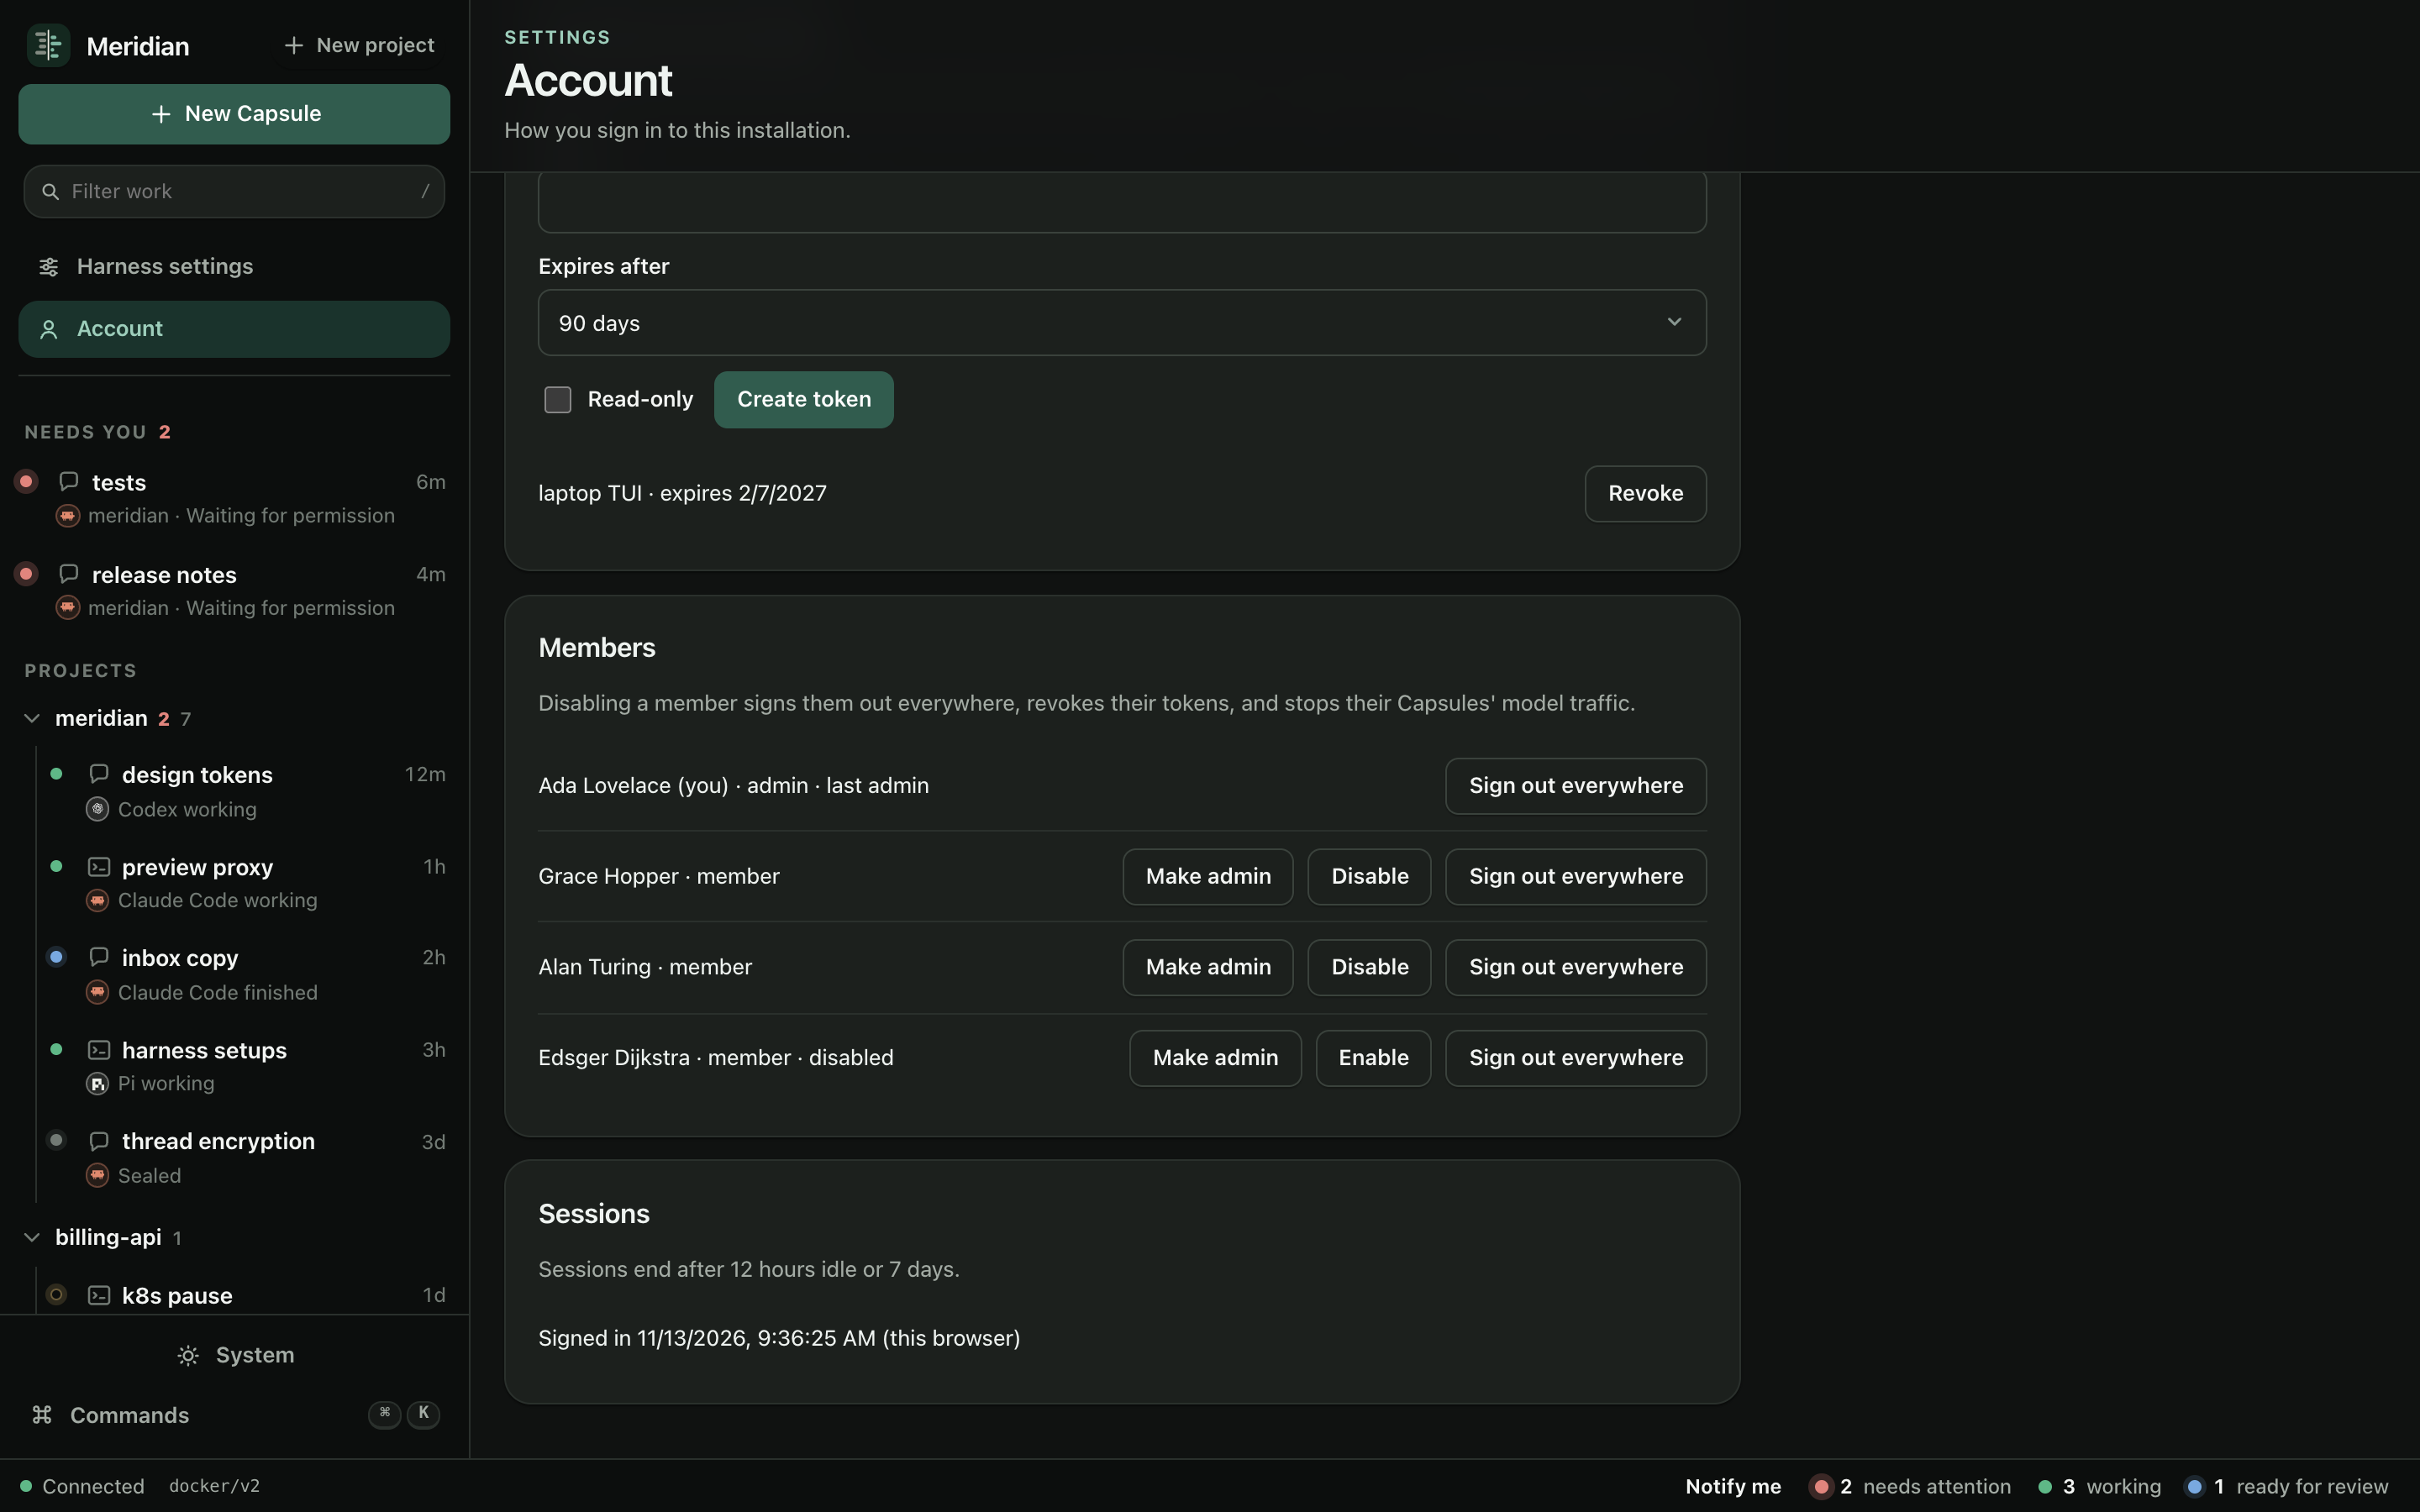 Meridian
New project
New Capsule
Filter work /
Harness settings
Account
NEEDS YOU 2
tests 6m
meridian · Waiting for permission
release notes 4m
meridian · Waiting for permission
PROJECTS
meridian 2 7
design tokens 12m
Codex working
preview proxy 1h
Claude Code working
inbox copy 2h
Claude Code finished
harness setups 3h
Pi working
thread encryption 3d
Sealed
billing-api 1
k8s pause 1d
System
Commands ⌘ K
SETTINGS
Account
How you sign in to this installation.
Expires after
90 days
Read-only Create token
laptop TUI · expires 2/7/2027 Revoke
Members
Disabling a member signs them out everywhere, revokes their tokens, and stops their Capsules' model traffic.
Ada Lovelace (you) · admin · last admin Sign out everywhere
Grace Hopper · member Make admin Disable Sign out everywhere
Alan Turing · member Make admin Disable Sign out everywhere
Edsger Dijkstra · member · disabled Make admin Enable Sign out everywhere
Sessions
Sessions end after 12 hours idle or 7 days.
Signed in 11/13/2026, 9:36:25 AM (this browser)
Connected docker/v2 Notify me 2 needs attention 3 working 1 ready for review